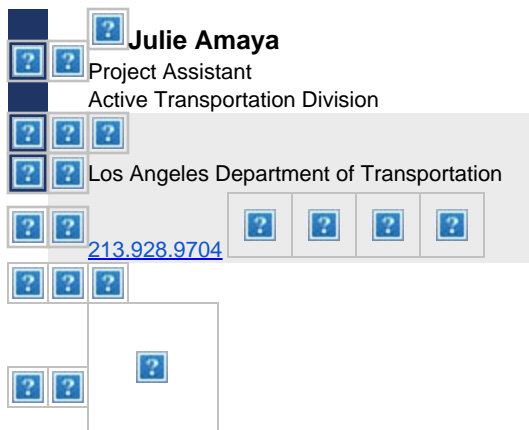 Julie Amaya
Project Assistant
Active Transportation Division
Los Angeles Department of Transportation
213.928.9704